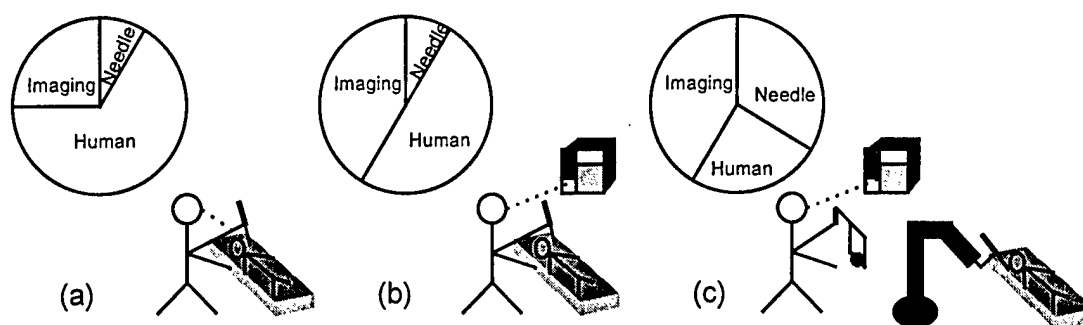 Imaging
Needle
Human
(a)
Imaging
Needle
Human
(b)
Imaging
Needle
Human
(c)